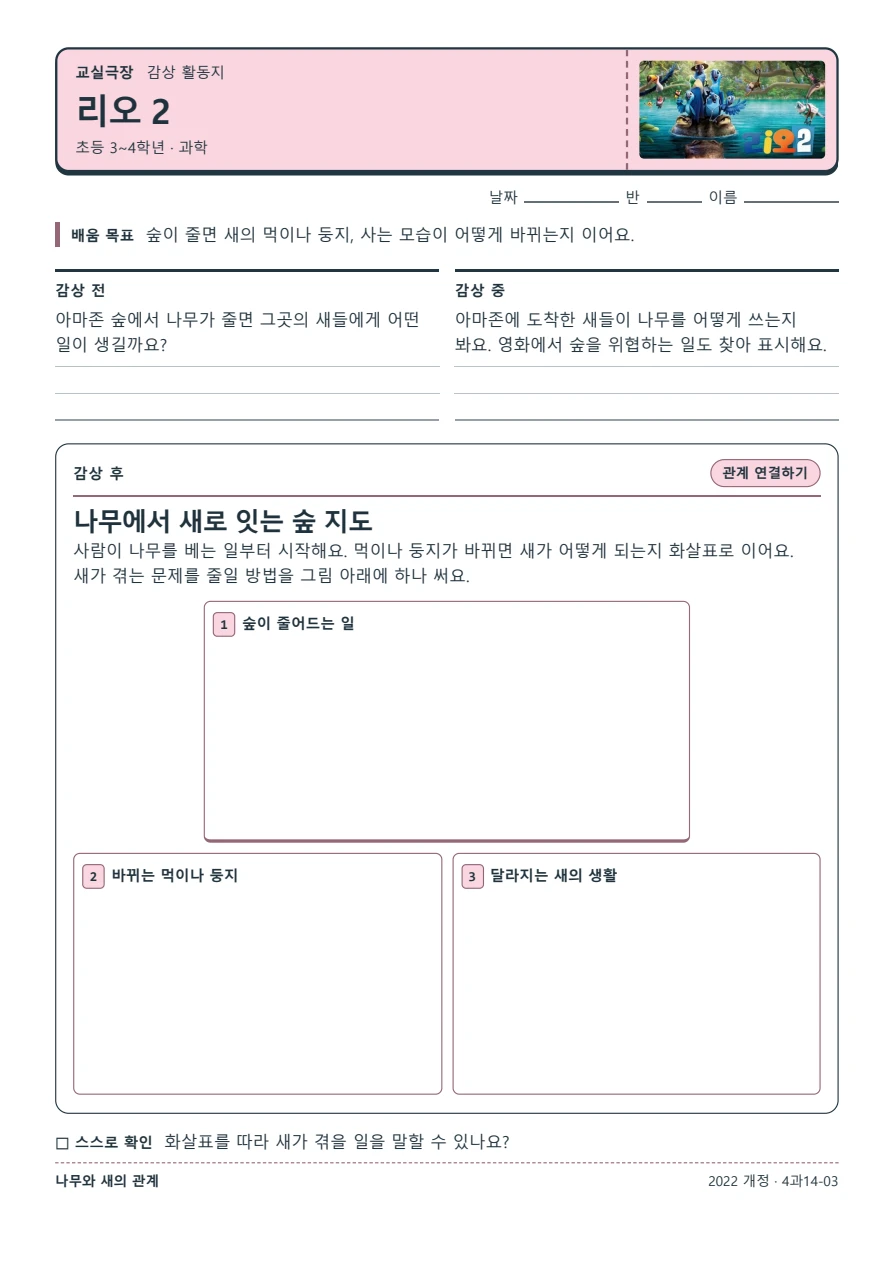 교실극장 감상 활동지
리오 2
초등 3~4학년 · 과학
리오2
날짜 반 이름
배움 목표 숲이 줄면 새의 먹이나 둥지, 사는 모습이 어떻게 바뀌는지 이어요.
감상 전
아마존 숲에서 나무가 줄면 그곳의 새들에게 어떤
일이 생길까요?
감상 중
아마존에 도착한 새들이 나무를 어떻게 쓰는지
봐요. 영화에서 숲을 위협하는 일도 찾아 표시해요.
감상 후
관계 연결하기
나무에서 새로 잇는 숲 지도
사람이 나무를 베는 일부터 시작해요. 먹이나 둥지가 바뀌면 새가 어떻게 되는지 화살표로 이어요.
새가 겪는 문제를 줄일 방법을 그림 아래에 하나 써요.
1 숲이 줄어드는 일
2 바뀌는 먹이나 둥지
3 달라지는 새의 생활
□ 스스로 확인 화살표를 따라 새가 겪을 일을 말할 수 있나요?
나무와 새의 관계
2022 개정 · 4과14-03